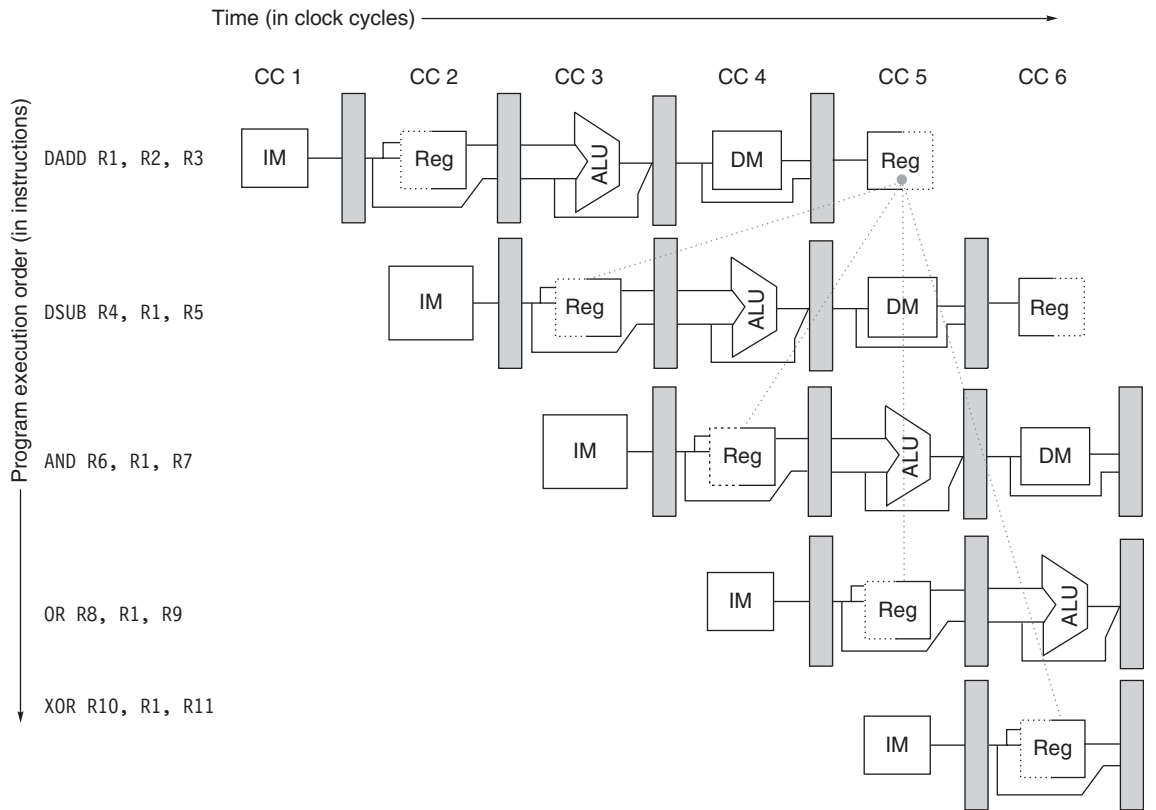 Time (in clock cycles)
CC 1 CC 2 CC 3 CC 4 CC 5 CC 6
Program execution order (in instructions)
DADD R1, R2, R3
IM Reg ALU DM Reg
DSUB R4, R1, R5
IM Reg ALU DM Reg
AND R6, R1, R7
IM Reg ALU DM
OR R8, R1, R9
IM Reg ALU
XOR R10, R1, R11
IM Reg